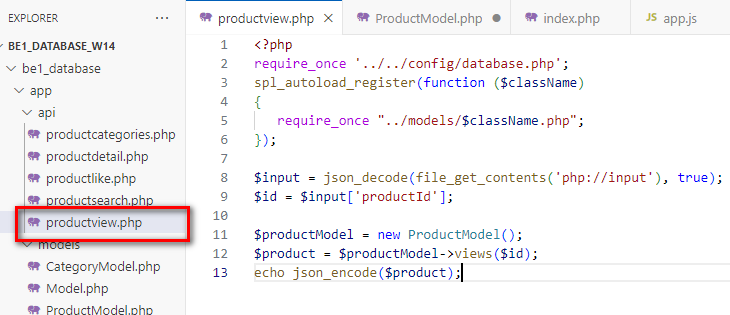 EXPLORER
BE1_DATABASE_W14
be1_database
app
api
productcategories.php
productdetail.php
productlike.php
productsearch.php
productview.php
models
CategoryModel.php
Model.php
ProductModel.php
productview.php
ProductModel.php
index.php
JS app.js
1 <?php
2 require_once '../../config/database.php';
3 spl_autoload_register(function ($className)
4 {
5 require_once "../models/$className.php";
6 });
7
8 $input = json_decode(file_get_contents('php://input'), true);
9 $id = $input['productId'];
10
11 $productModel = new ProductModel();
12 $product = $productModel->views($id);
13 echo json_encode($product);